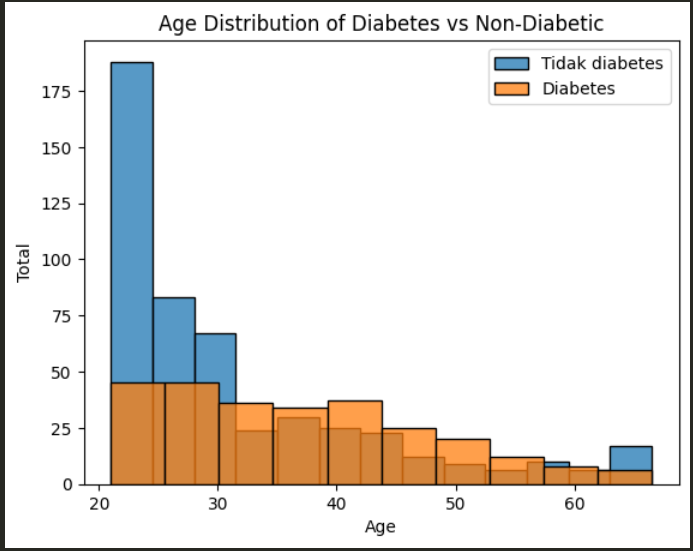 Age Distribution of Diabetes vs Non-Diabetic
Tidak diabetes
Diabetes
Total
175
150
125
100
75
50
25
0
20 30 40 50 60
Age